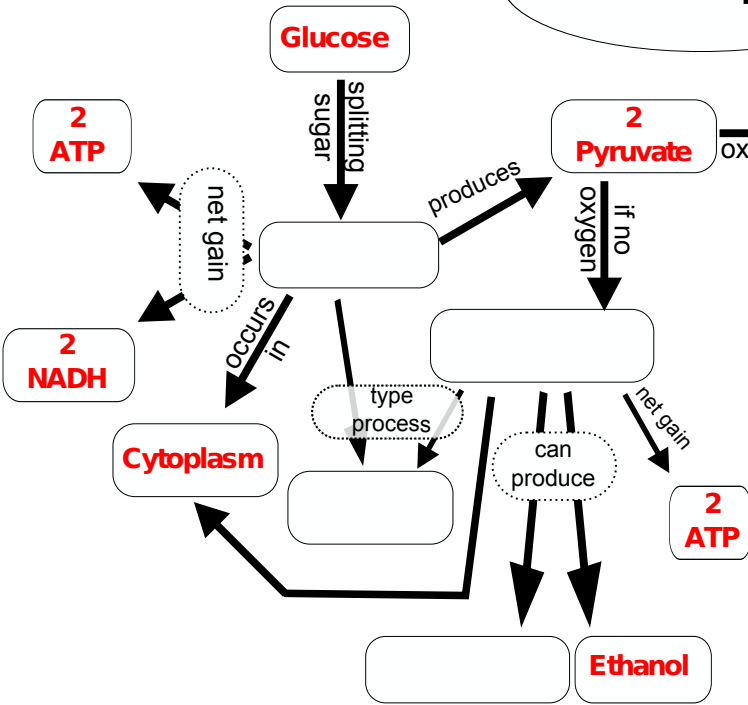 Glucose
splitting
sugar
2
ATP
2
Pyruvate
ox
produces
net gain
if no
oxygen
occurs
in
2
NADH
type
process
net gain
Cytoplasm
can
produce
2
ATP
Ethanol